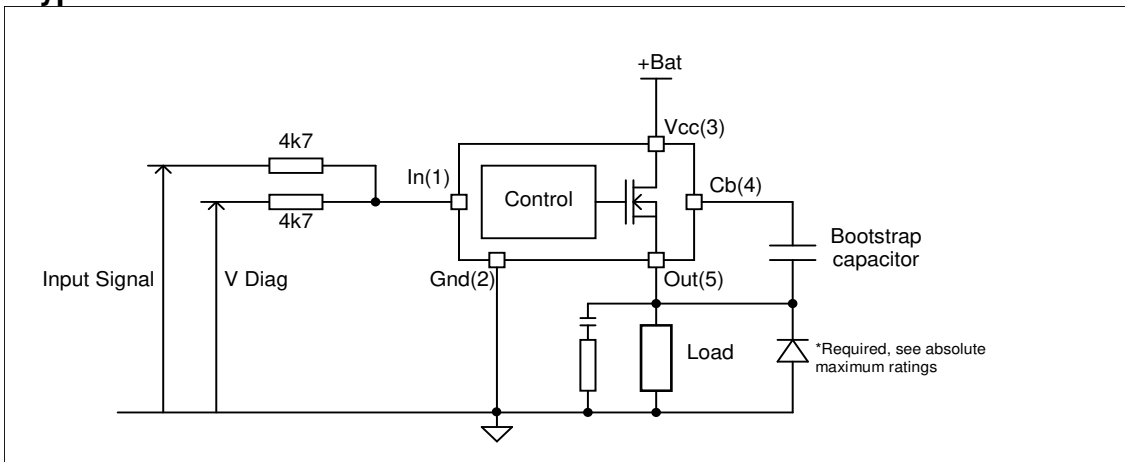 +Bat
Vcc(3)
4k7
In(1)
Control
Cb(4)
4k7
Bootstrap
capacitor
Input Signal
V Diag
Gnd(2)
Out(5)
Load
*Required, see absolute
maximum ratings